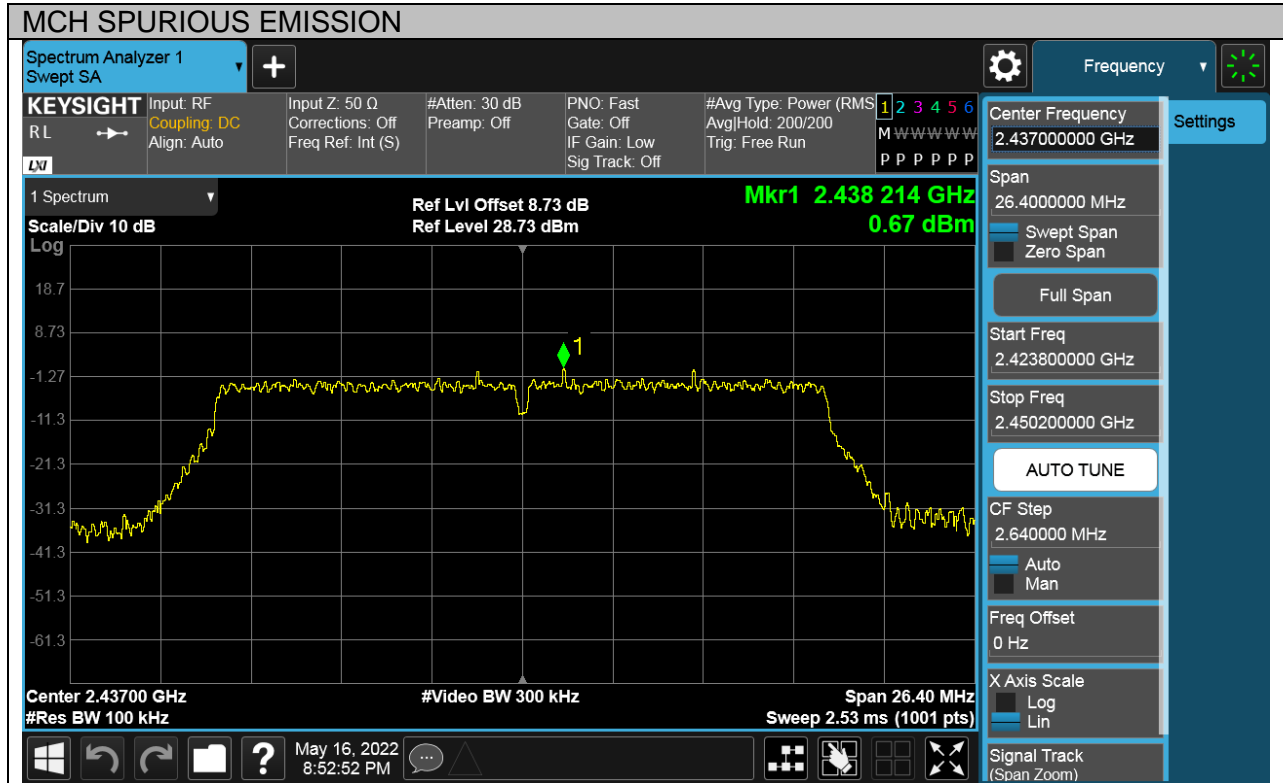 MCH SPURIOUS EMISSION
Spectrum Analyzer 1
Swept SA
+
Frequency
KEYSIGHT
RL
LXI
Input: RF
Coupling: DC
Align: Auto
Input Z: 50 Ω
Corrections: Off
Freq Ref: Int (S)
#Atten: 30 dB
Preamp: Off
PNO: Fast
Gate: Off
IF Gain: Low
Sig Track: Off
#Avg Type: Power (RMS
Avg|Hold: 200/200
Trig: Free Run
1 2 3 4 5 6
M W W W W W
P P P P P P
1 Spectrum
Scale/Div 10 dB
Ref Lvl Offset 8.73 dB
Ref Level 28.73 dBm
Mkr1 2.438 214 GHz
0.67 dBm
Log
18.7
8.73
-1.27
-11.3
-21.3
-31.3
-41.3
-51.3
-61.3
1
Center 2.43700 GHz
#Video BW 300 kHz
Span 26.40 MHz
#Res BW 100 kHz
Sweep 2.53 ms (1001 pts)
Center Frequency
2.437000000 GHz
Settings
Span
26.4000000 MHz
Swept Span
Zero Span
Full Span
Start Freq
2.423800000 GHz
Stop Freq
2.450200000 GHz
AUTO TUNE
CF Step
2.640000 MHz
Auto
Man
Freq Offset
0 Hz
X Axis Scale
Log
Lin
Signal Track
(Span Zoom)
?
May 16, 2022
8:52:52 PM